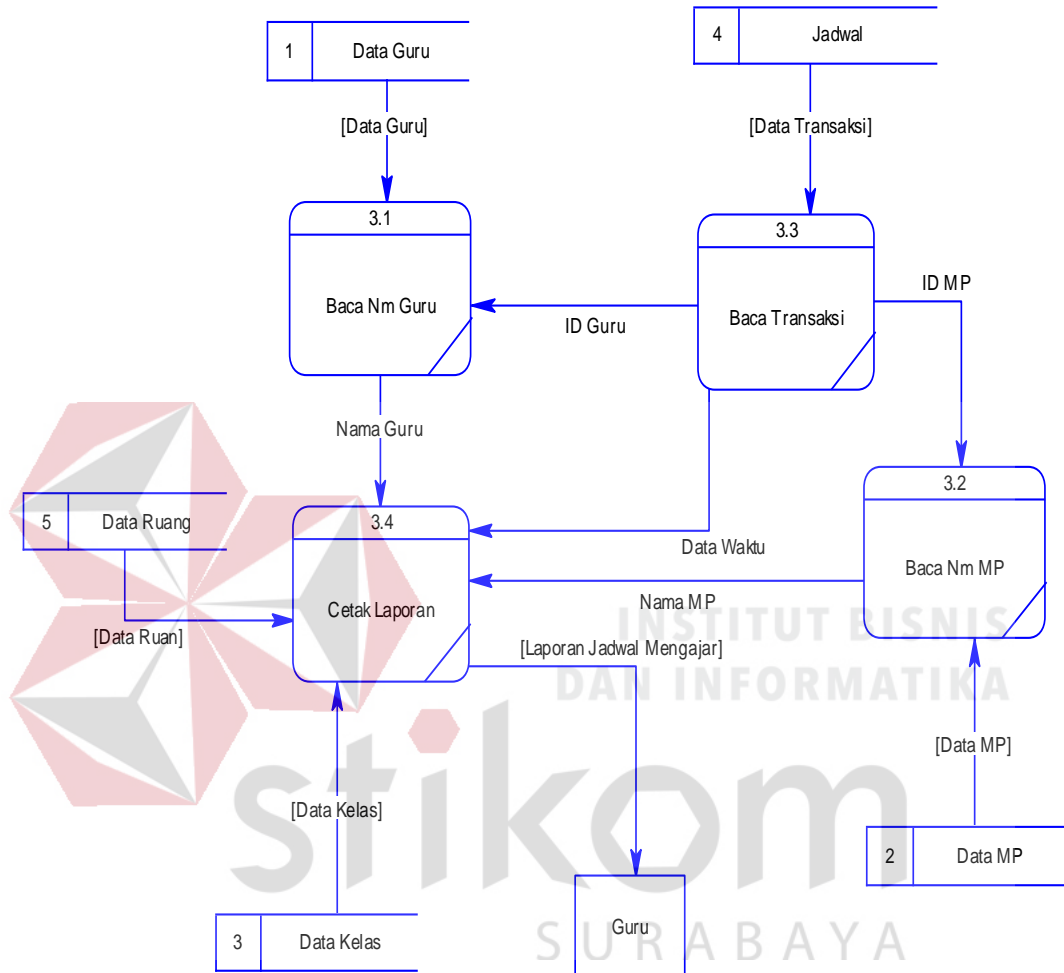 1
Data Guru
4
Jadwal
[Data Guru]
[Data Transaksi]
3.1
Baca Nm Guru
3.3
Baca Transaksi
ID Guru
ID MP
Nama Guru
5
Data Ruang
3.4
Cetak Laporan
Data Waktu
3.2
Baca Nm MP
Nama MP
[Data Ruan]
[Laporan Jadwal Mengajar]
INSTITUT BISNIS
DAN INFORMATIKA
[Data MP]
[Data Kelas]
stikom
2
Data MP
3
Data Kelas
Guru
SURABAYA